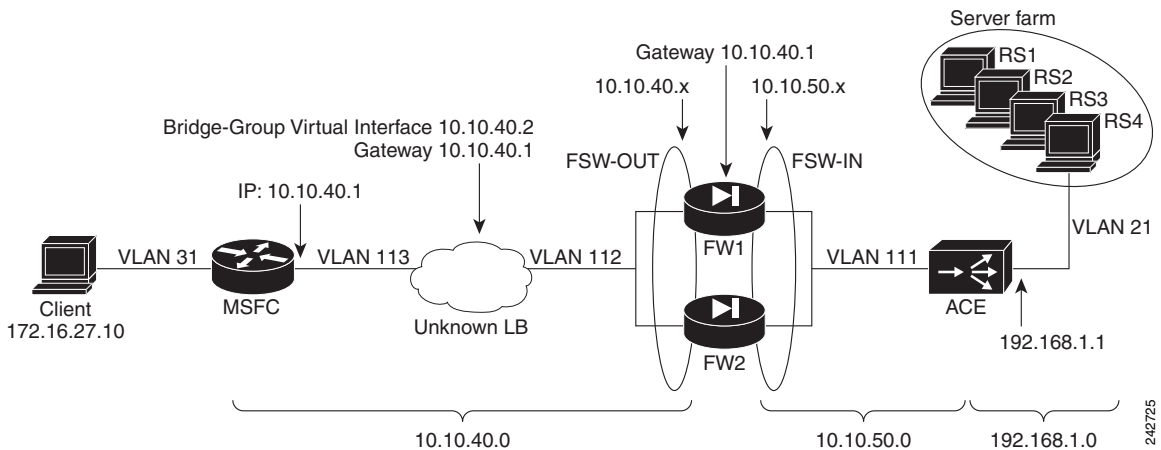 Server farm
RS1
RS2
RS3
RS4
Gateway 10.10.40.1
10.10.40.x
10.10.50.x
Bridge-Group Virtual Interface 10.10.40.2
Gateway 10.10.40.1
FSW-OUT
FSW-IN
IP: 10.10.40.1
VLAN 21
VLAN 31
VLAN 113
VLAN 112
FW1
VLAN 111
Client
172.16.27.10
MSFC
Unknown LB
ACE
FW2
192.168.1.1
10.10.40.0
10.10.50.0
192.168.1.0
242725